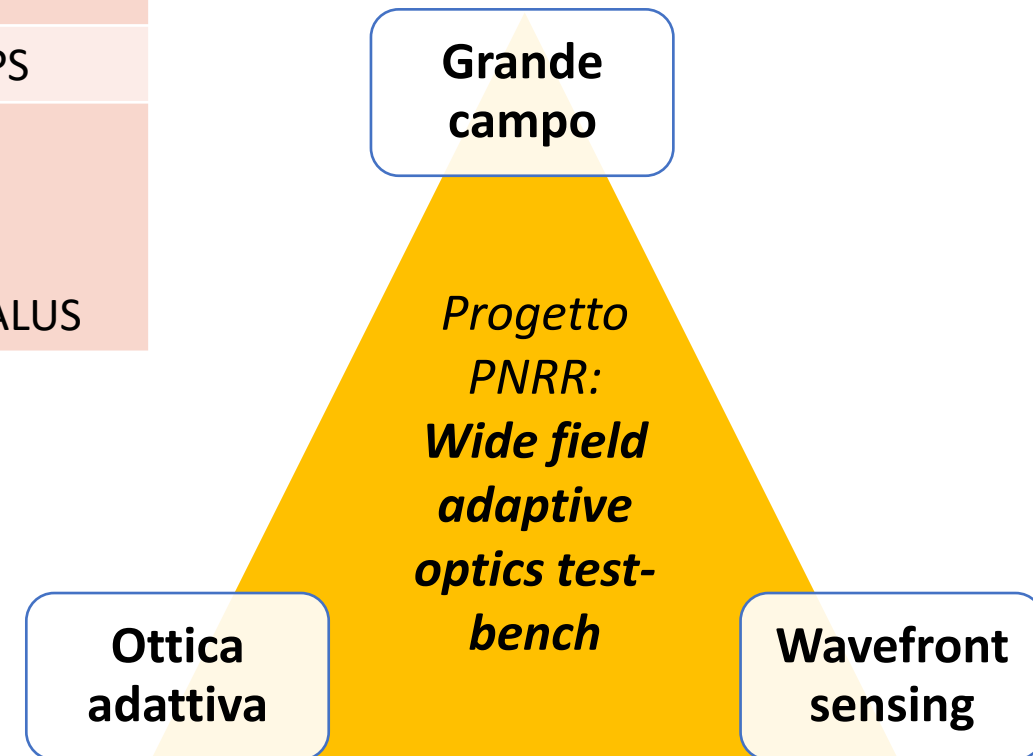 PS
ALUS
Grande
campo
Progetto
PNRR:
Wide field
adaptive
optics test-
bench
Ottica
adattiva
Wavefront
sensing